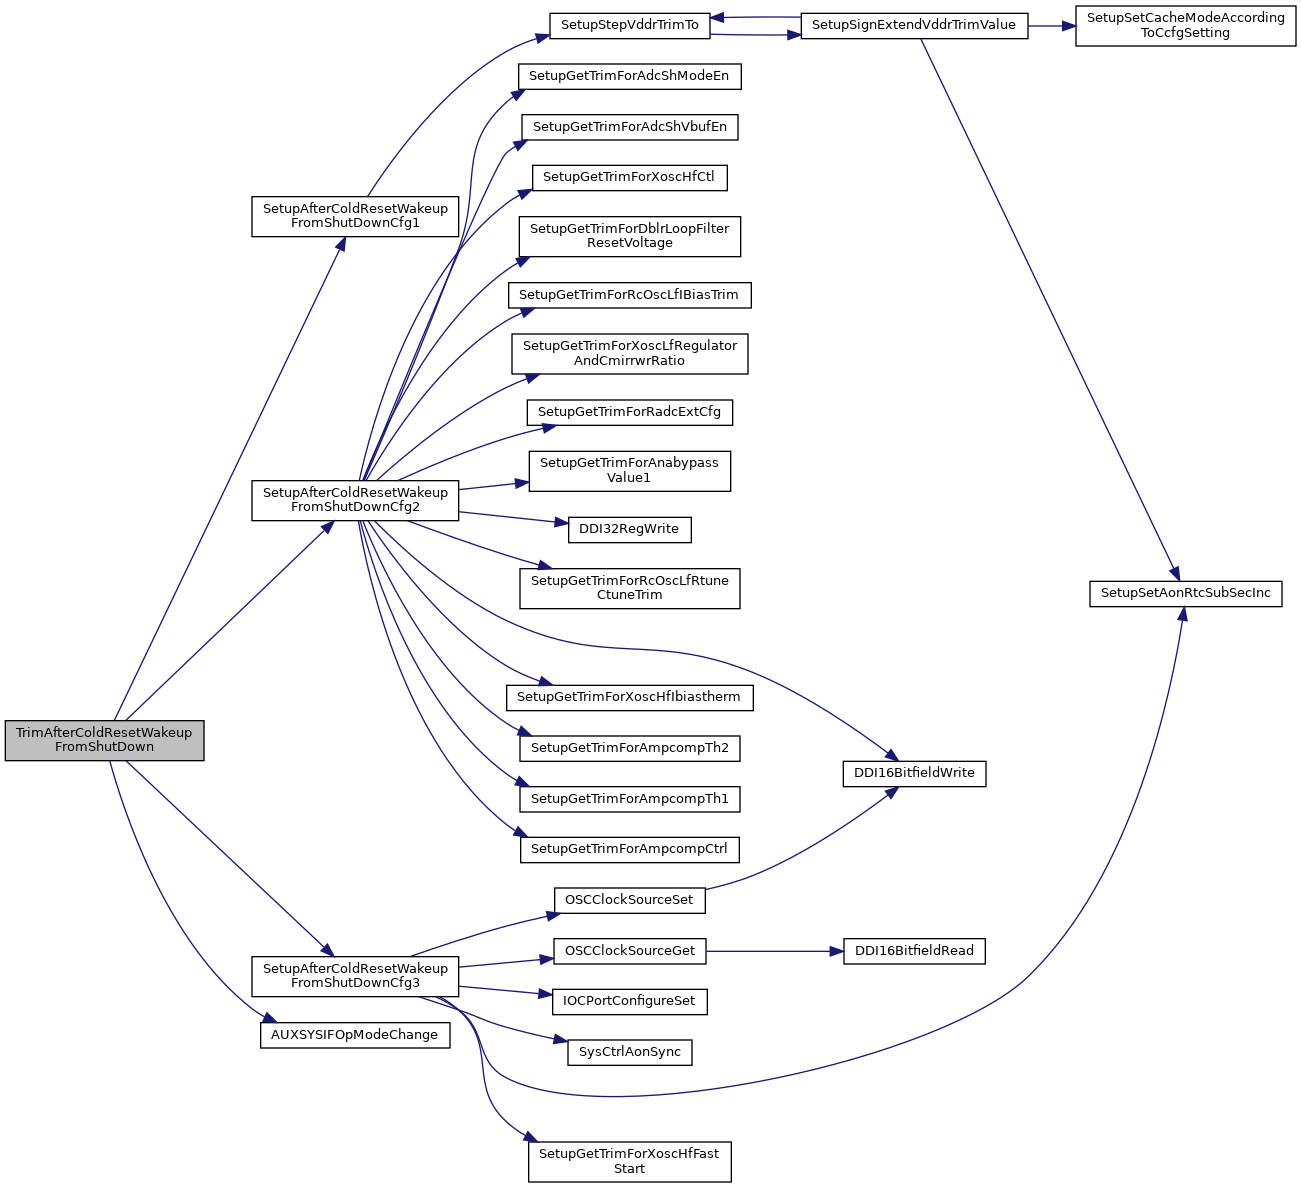 SetupStepVddrTrimTo
SetupSignExtendVddrTrimValue
SetupSetCacheModeAccording
ToCcfgSetting
SetupGetTrimForAdcShModeEn
SetupGetTrimForAdcShVbufEn
SetupGetTrimForXoscHfCtl
SetupAfterColdResetWakeup
FromShutDownCfg1
SetupGetTrimForDblrLoopFilter
ResetVoltage
SetupGetTrimForRcOscLfIBiasTrim
SetupGetTrimForXoscLfRegulator
AndCmirrwrRatio
SetupGetTrimForRadcExtCfg
SetupGetTrimForAnabypass
Value1
SetupAfterColdResetWakeup
FromShutDownCfg2
DDI32RegWrite
SetupGetTrimForRcOscLfRtune
CtuneTrim
SetupSetAonRtcSubSecInc
SetupGetTrimForXoscHfIbiastherm
TrimAfterColdResetWakeup
FromShutDown
SetupGetTrimForAmpcompTh2
DDI16BitfieldWrite
SetupGetTrimForAmpcompTh1
SetupGetTrimForAmpcompCtrl
OSCClockSourceSet
OSCClockSourceGet
DDI16BitfieldRead
SetupAfterColdResetWakeup
FromShutDownCfg3
IOCPortConfigureSet
AUXSYSIFOpModeChange
SysCtrlAonSync
SetupGetTrimForXoscHfFast
Start